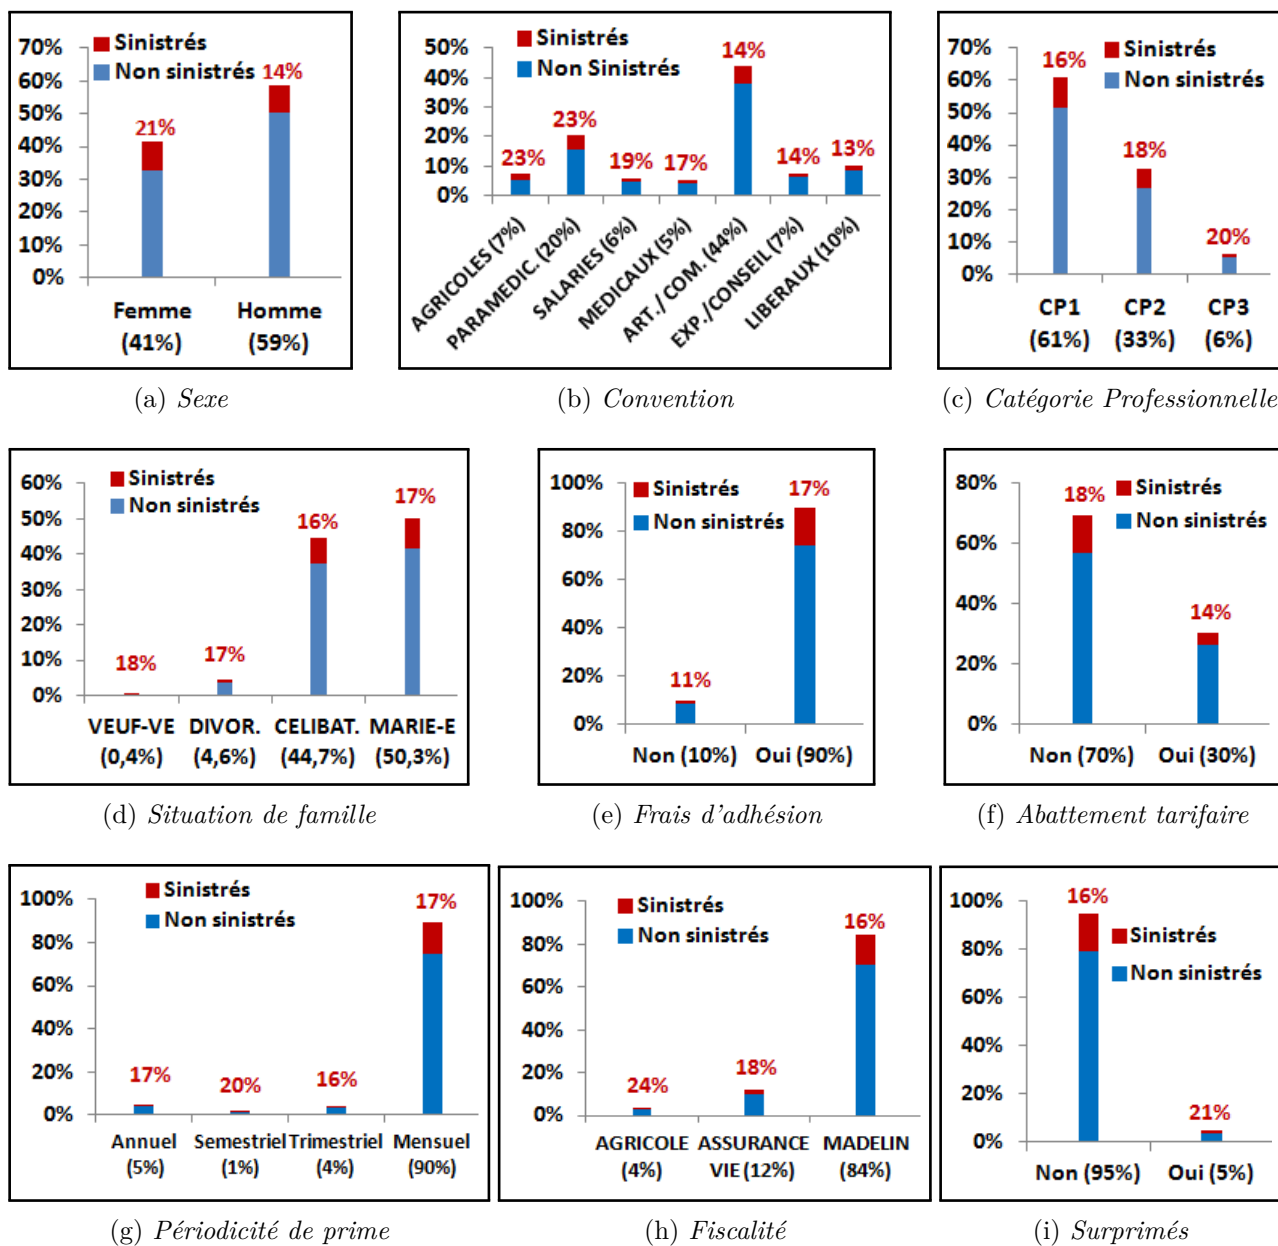 Sinistrés
Non sinistrés
70%
60%
50%
40%
30%
20%
10%
0%
21%
14%
Femme
(41%)
Homme
(59%)
(a) Sexe
Sinistrés
Non Sinistrés
50%
40%
30%
20%
10%
0%
23%
23%
19%
17%
14%
14%
13%
AGRICOLES (7%)
PARAMEDIC. (20%)
SALARIES (6%)
MEDICAUX (5%)
ART./ COM. (44%)
EXP./CONSEIL (7%)
LIBERAUX (10%)
(b) Convention
Sinistrés
Non sinistrés
70%
60%
50%
40%
30%
20%
10%
0%
16%
18%
20%
CP1
(61%)
CP2
(33%)
CP3
(6%)
(c) Catégorie Professionnelle
Sinistrés
Non sinistrés
60%
50%
40%
30%
20%
10%
0%
18%
17%
16%
17%
VEUF-VE
(0,4%)
DIVOR.
(4,6%)
CELIBAT.
(44,7%)
MARIE-E
(50,3%)
(d) Situation de famille
Sinistrés
Non sinistrés
100%
80%
60%
40%
20%
0%
11%
17%
Non (10%)
Oui (90%)
(e) Frais d'adhésion
Sinistrés
Non sinistrés
80%
60%
40%
20%
0%
18%
14%
Non (70%)
Oui (30%)
(f) Abattement tarifaire
Sinistrés
Non sinistrés
100%
80%
60%
40%
20%
0%
17%
20%
16%
17%
Annuel
(5%)
Semestriel
(1%)
Trimestriel
(4%)
Mensuel
(90%)
(g) Périodicité de prime
Sinistrés
Non sinistrés
100%
80%
60%
40%
20%
0%
24%
18%
16%
AGRICOLE
(4%)
ASSURANCE
VIE (12%)
MADELIN
(84%)
(h) Fiscalité
Sinistrés
Non sinistrés
100%
80%
60%
40%
20%
0%
16%
21%
Non (95%)
Oui (5%)
(i) Surprimés